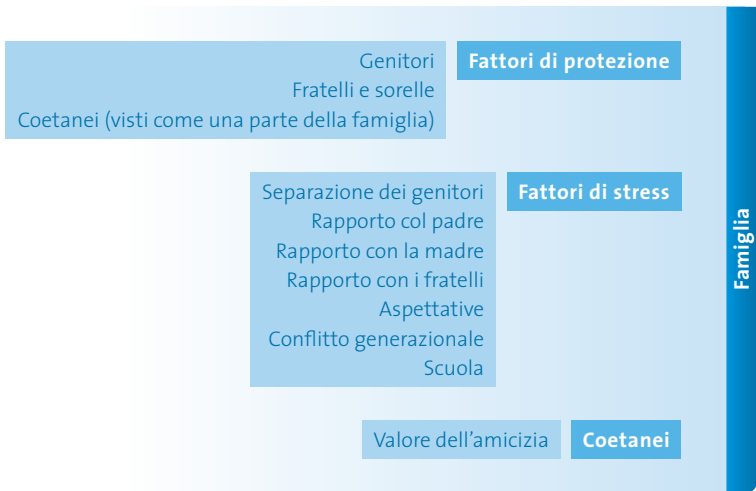 Genitori
Fattori di protezione
Fratelli e sorelle
Coetanei (visti come una parte della famiglia)
Separazione dei genitori
Fattori di stress
Rapporto col padre
Rapporto con la madre
Rapporto con i fratelli
Aspettative
Conflitto generazionale
Scuola
Valore dell’amicizia
Coetanei
Famiglia